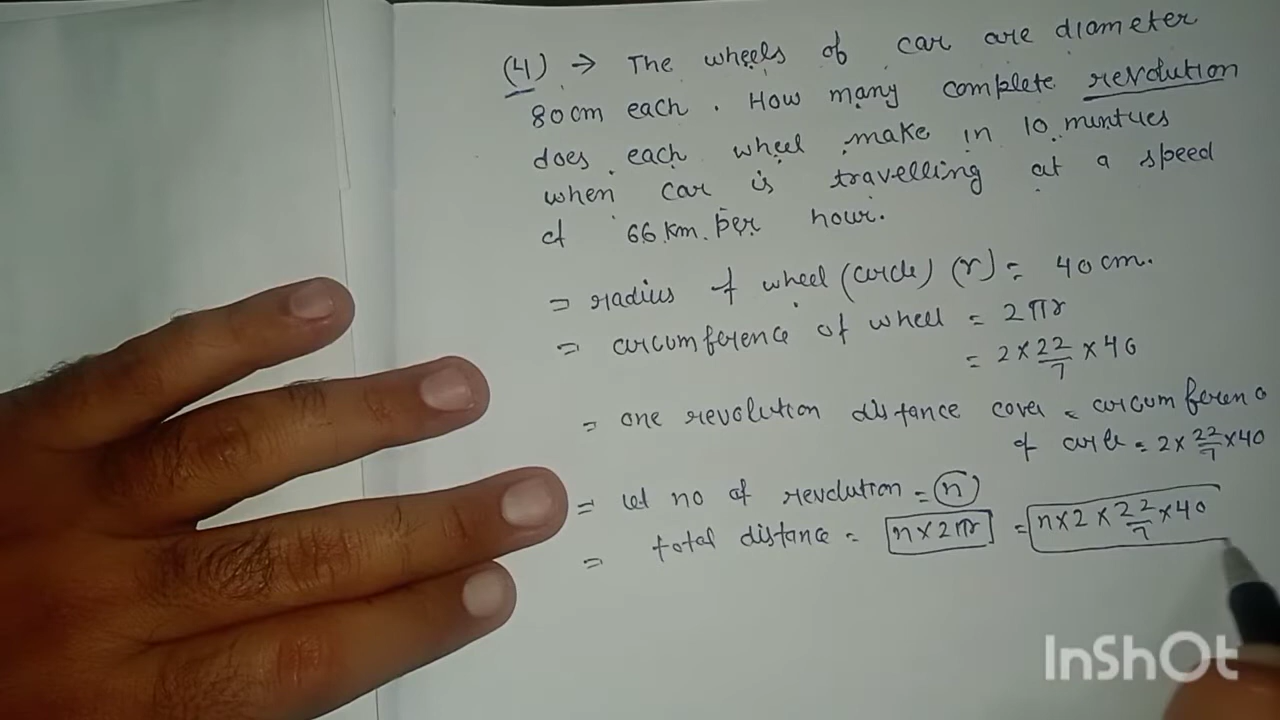 (4) → The wheels of car are diameter
80cm each. How many complete revolution
does each wheel make in 10 mintues
when car is travelling at a speed
of 66 km. per hour.
= radius of wheel (circle) (r) = 40cm.
= circumference of wheel = 2πr
= 2 × 22/7 × 40
= one revolution distance cover = circumferenc
of circle = 2 × 22/7 × 40
= let no of revolution = n
= total distance = n × 2πr = n × 2 × 22/7 × 40
InShOt